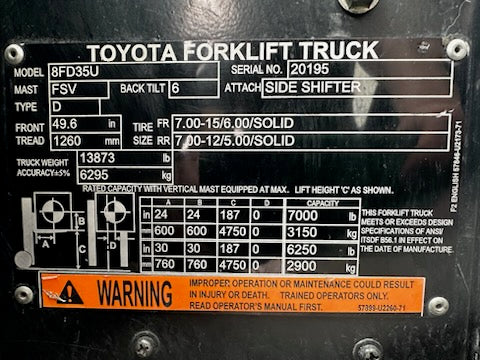 TOYOTA FORKLIFT TRUCK
MODEL 8FD35U SERIAL NO. 20195
MAST FSV BACK TILT 6 ATTACH SIDE SHIFTER
TYPE D
FRONT 49.6 in TIRE FR 7.00-15/6.00/SOLID
TREAD 1260 mm SIZE RR 7.00-12/5.00/SOLID
TRUCK WEIGHT 13873 lb
ACCURACY±5% 6295 kg
RATED CAPACITY WITH VERTICAL MAST EQUIPPED AT MAX. LIFT HEIGHT 'C' AS SHOWN.
A B C D CAPACITY
in 24 24 187 0 7000 lb
mm 600 600 4750 0 3150 kg
in 30 30 187 0 6250 lb
mm 760 760 4750 0 2900 kg
A B C D
THIS FORKLIFT TRUCK
MEETS OR EXCEEDS DESIGN
SPECIFICATIONS OF ANSI/
ITSDF B56.1 IN EFFECT ON
THE DATE OF MANUFACTURE.
F2 ENGLISH 57846-U2173-71
WARNING
IMPROPER OPERATION OR MAINTENANCE COULD RESULT
IN INJURY OR DEATH. TRAINED OPERATORS ONLY.
READ OPERATOR'S MANUAL FIRST. 57899-U2260-71